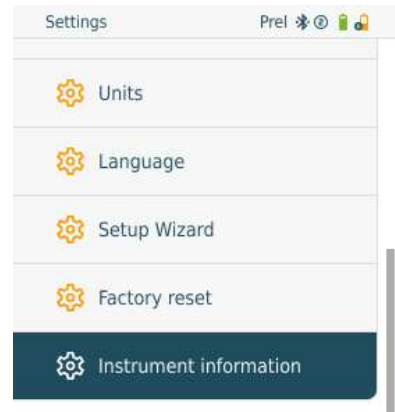 Settings Prel
Units
Language
Setup Wizard
Factory reset
Instrument information